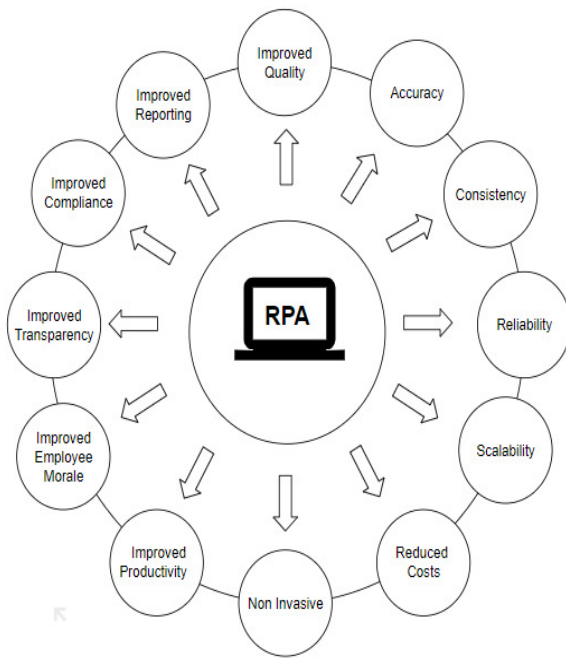 Improved
Quality
Accuracy
Consistency
Reliability
Scalability
Reduced
Costs
Non Invasive
Improved
Productivity
Improved
Employee
Morale
Improved
Transparency
Improved
Compliance
Improved
Reporting
RPA